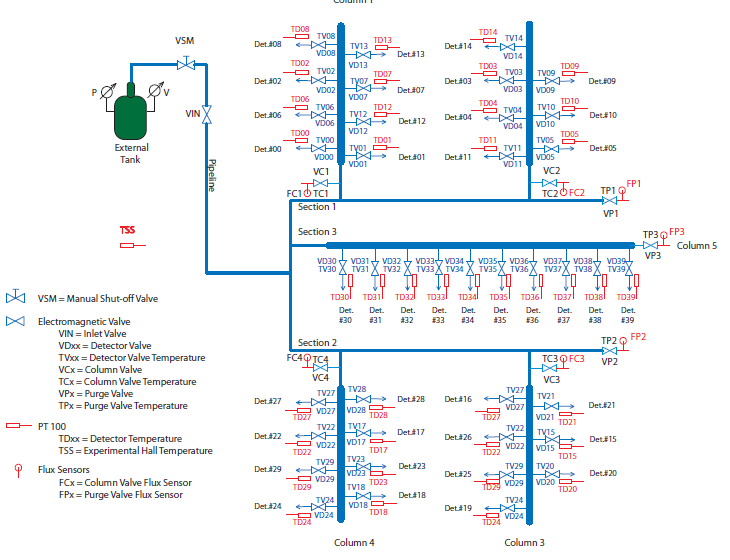 Column 1
VSM
P
V
VIN
External
Tank
Pipeline
TSS
Det.#08
TD08
TV08
VD08
TV13
VD13
TD13
Det.#13
Det.#02
TD02
TV02
VD02
TV07
VD07
TD07
Det.#07
Det.#06
TD06
TV06
VD06
TV12
VD12
TD12
Det.#12
Det.#00
TD00
TV00
VD00
TV01
VD01
TD01
Det.#01
Det.#14
TD14
TV14
VD14
Det.#03
TD03
TV03
VD03
TV09
VD09
TD09
Det.#09
Det.#04
TD04
TV04
VD04
TV10
VD10
TD10
Det.#10
Det.#11
TD11
TV11
VD11
TV05
VD05
TD05
Det.#05
VC1
FC1
TC1
VC2
TC2
FC2
TP1
FP1
VP1
Section 1
Section 3
TP3
FP3
VP3
Column 5
VD30 VD31 VD32 VD33 VD34 VD35 VD36 VD37 VD38 VD39
TV30 TV31 TV32 TV33 TV34 TV35 TV36 TV37 TV38 TV39
TD30 TD31 TD32 TD33 TD34 TD35 TD36 TD37 TD38 TD39
Det. Det. Det. Det. Det. Det. Det. Det. Det. Det.
#30 #31 #32 #33 #34 #35 #36 #37 #38 #39
Section 2
TP2
FP2
VP2
FC4
TC4
VC4
TC3
FC3
VC3
Det.#27
TD27
TV27
VD27
TV28
VD28
TD28
Det.#28
Det.#22
TD22
TV22
VD22
TV17
VD17
TD17
Det.#17
Det.#29
TD29
TV29
VD29
TV23
VD23
TD23
Det.#23
Det.#24
TD24
TV24
VD24
TV18
VD18
TD18
Det.#18
Det.#16
TD27
TV27
VD27
TV21
VD21
TD21
Det.#21
Det.#26
TD22
TV22
VD22
TV15
VD15
TD15
Det.#15
Det.#25
TD29
TV29
VD29
TV20
VD20
TD20
Det.#20
Det.#19
TD24
TV24
VD24
Column 4
Column 3
VSM = Manual Shut-off Valve
Electromagnetic Valve
VIN = Inlet Valve
VDxx = Detector Valve
TVxx = Detector Valve Temperature
VCx = Column Valve
TCx = Column Valve Temperature
VPx = Purge Valve
TPx = Purge Valve Temperature
PT 100
TDxx = Detector Temperature
TSS = Experimental Hall Temperature
Flux Sensors
FCx = Column Valve Flux Sensor
FPx = Purge Valve Flux Sensor